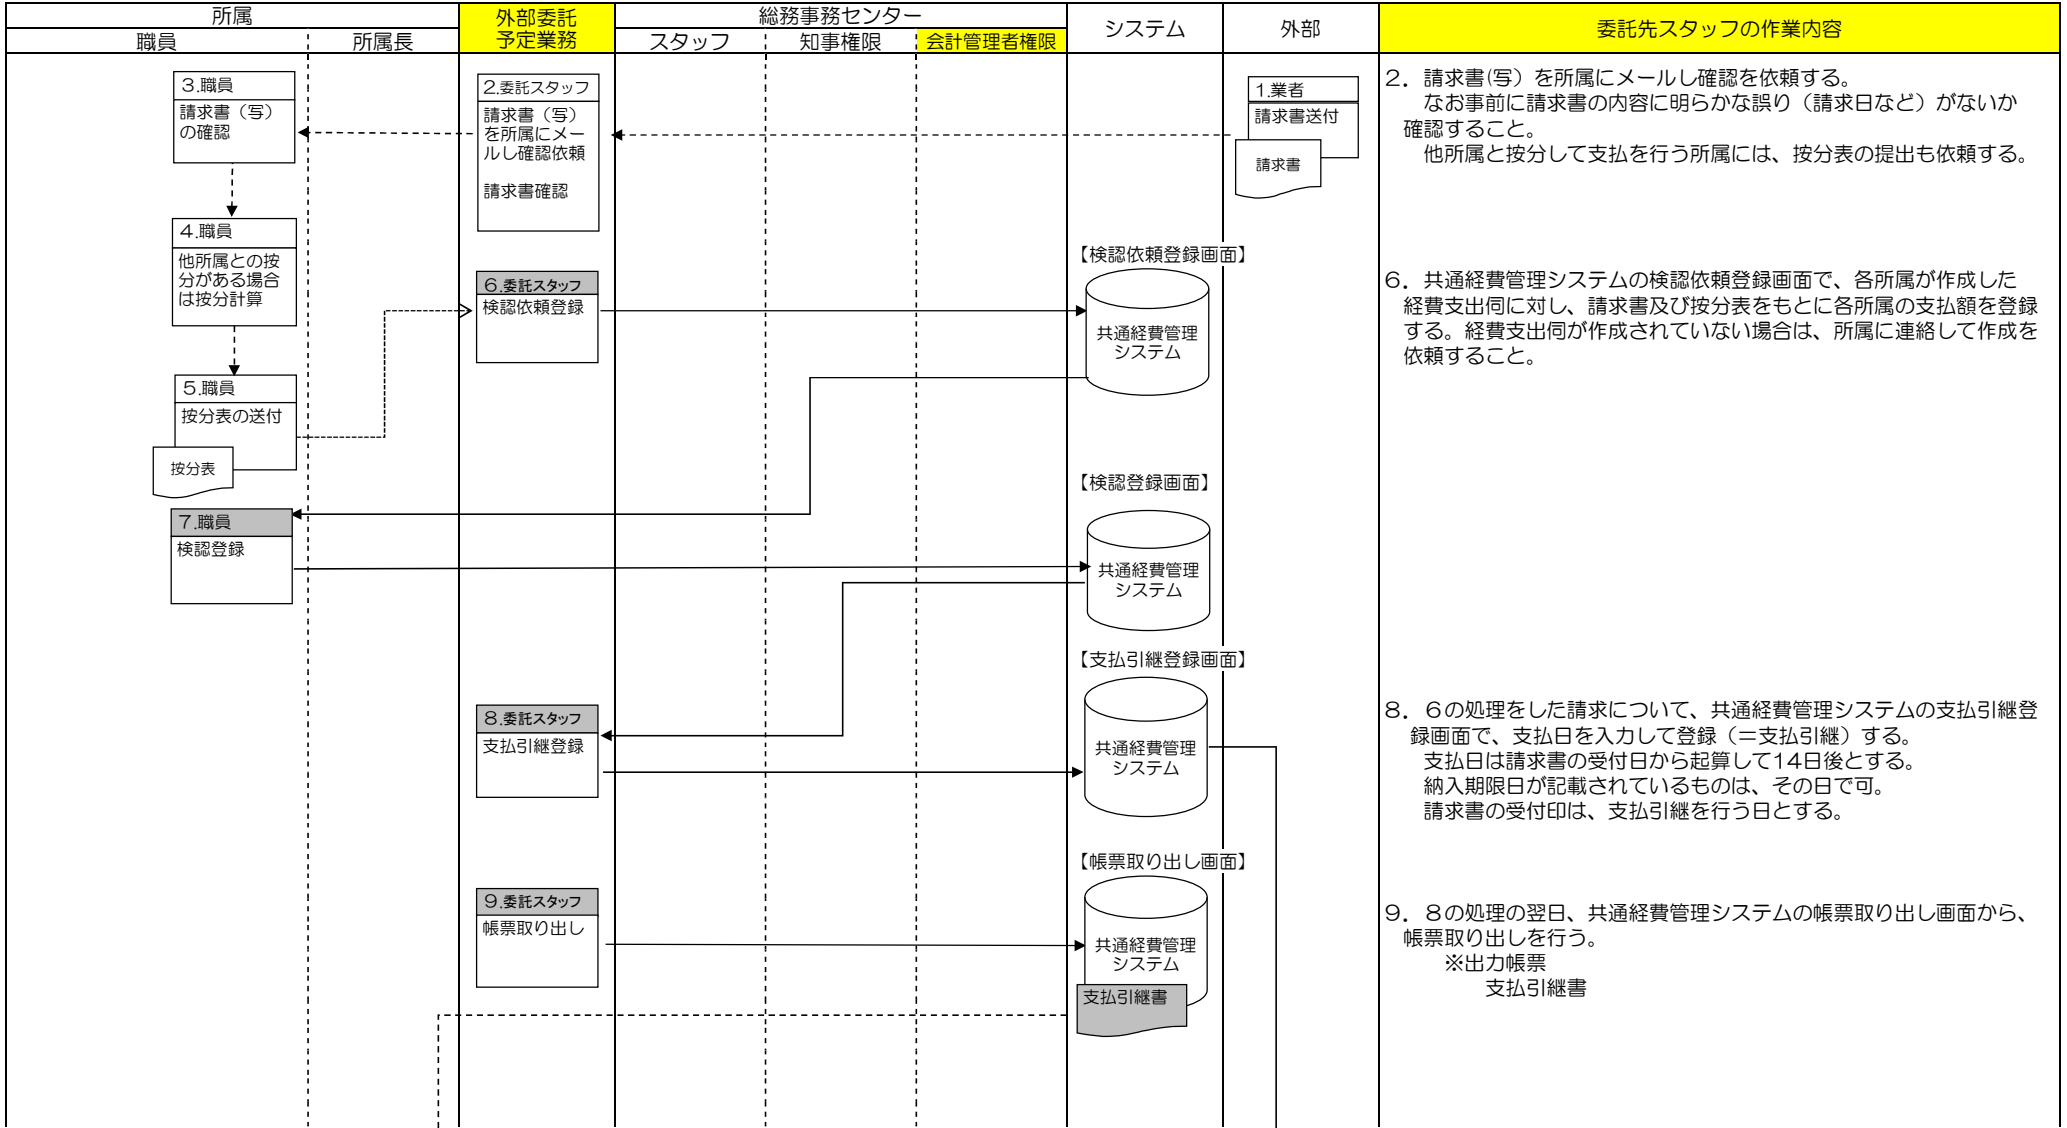 所属
外部委託
予定業務
総務事務センター
システム
外部
委託先スタッフの作業内容
職員
所属長
スタッフ
知事権限
会計管理者権限
3.職員
請求書（写）
の確認
2.委託スタッフ
請求書（写）
を所属にメー
ルし確認依頼
請求書確認
1.業者
請求書送付
請求書
2．請求書(写）を所属にメールし確認を依頼する。
なお事前に請求書の内容に明らかな誤り（請求日など）がないか
確認すること。
他所属と按分して支払を行う所属には、按分表の提出も依頼する。
4.職員
他所属との按
分がある場合
は按分計算
【検認依頼登録画面】
6.委託スタッフ
検認依頼登録
共通経費管理
システム
6．共通経費管理システムの検認依頼登録画面で、各所属が作成した
経費支出伺に対し、請求書及び按分表をもとに各所属の支払額を登録
する。経費支出伺が作成されていない場合は、所属に連絡して作成を
依頼すること。
5.職員
按分表の送付
按分表
【検認登録画面】
7.職員
検認登録
共通経費管理
システム
【支払引継登録画面】
8.委託スタッフ
支払引継登録
共通経費管理
システム
8．6の処理をした請求について、共通経費管理システムの支払引継登
録画面で、支払日を入力して登録（＝支払引継）する。
支払日は請求書の受付日から起算して14日後とする。
納入期限日が記載されているものは、その日で可。
請求書の受付印は、支払引継を行う日とする。
【帳票取り出し画面】
9.委託スタッフ
帳票取り出し
共通経費管理
システム
支払引継書
9．8の処理の翌日、共通経費管理システムの帳票取り出し画面から、
帳票取り出しを行う。
※出力帳票
支払引継書